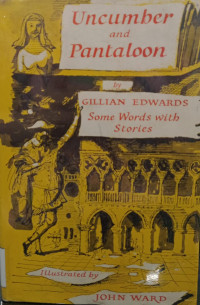 Uncumber
and
Pantaloon
by
GILLIAN EDWARDS
Some Words with
Stories
Illustrated by
JOHN WARD